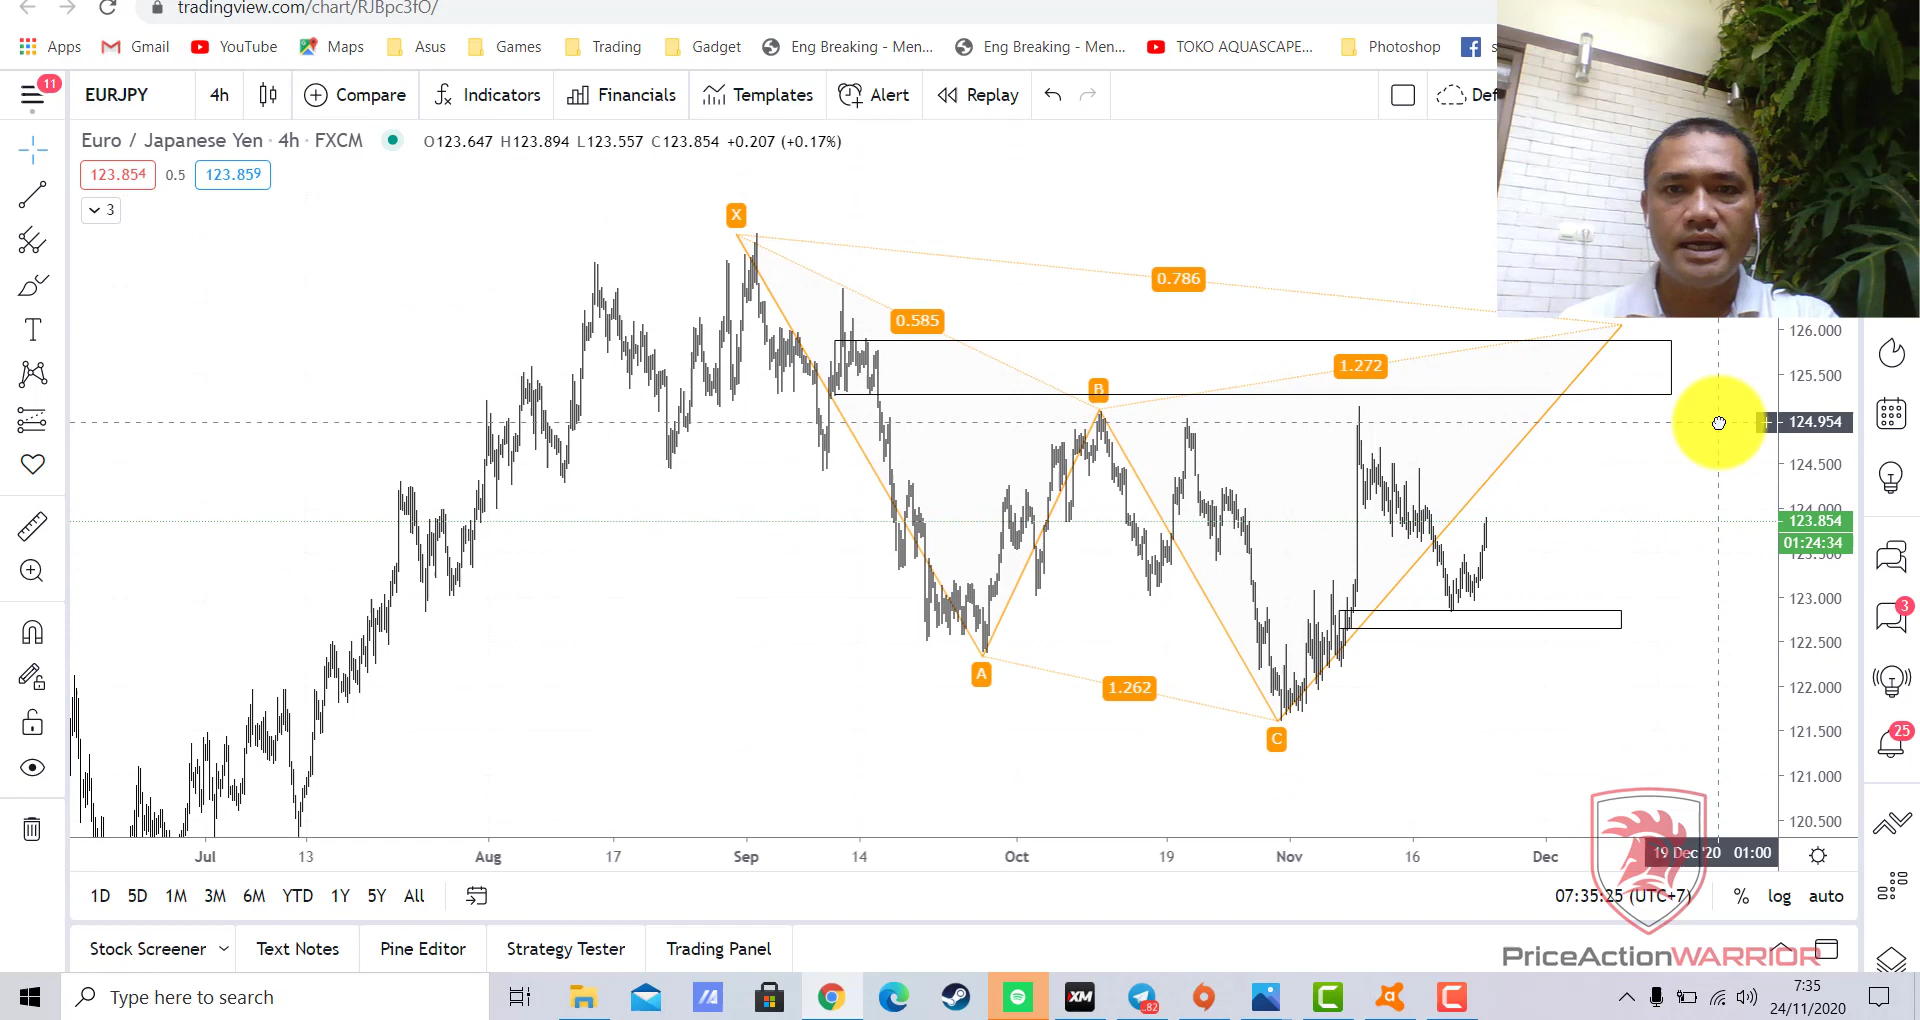 tradingview.com/chart/RJBpc3fO/
Apps Gmail YouTube Maps Asus Games Trading Gadget Eng Breaking - Men... Eng Breaking - Men... TOKO AQUASCAPE... Photoshop s
11 EURJPY 4h Compare Indicators Financials Templates Alert Replay Def
Euro / Japanese Yen · 4h · FXCM O123.647 H123.894 L123.557 C123.854 +0.207 (+0.17%)
123.854 0.5 123.859
3
X
0.786
0.585
126.000
1.272
125.500
B
124.954
124.500
124.000
123.854
01:24:34
123.500
123.000
3
122.500
A
1.262
122.000
25
121.500
C
121.000
120.500
Jul 13 Aug 17 Sep 14 Oct 19 Nov 16 Dec 19 Dec '20 01:00
1D 5D 1M 3M 6M YTD 1Y 5Y All 07:35:25 (UTC+7) % log auto
Stock Screener Text Notes Pine Editor Strategy Tester Trading Panel
PriceActionWARRIOR
Type here to search XM 82 7:35
24/11/2020